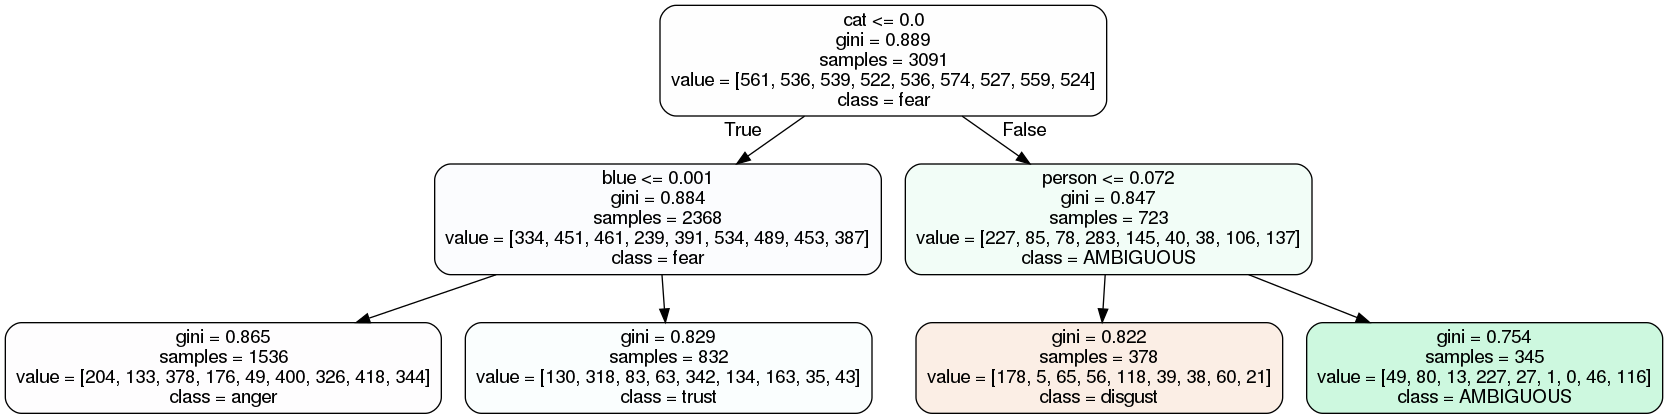 cat <= 0.0
gini = 0.889
samples = 3091
value = [561, 536, 539, 522, 536, 574, 527, 559, 524]
class = fear
True
False
blue <= 0.001
gini = 0.884
samples = 2368
value = [334, 451, 461, 239, 391, 534, 489, 453, 387]
class = fear
person <= 0.072
gini = 0.847
samples = 723
value = [227, 85, 78, 283, 145, 40, 38, 106, 137]
class = AMBIGUOUS
gini = 0.865
samples = 1536
value = [204, 133, 378, 176, 49, 400, 326, 418, 344]
class = anger
gini = 0.829
samples = 832
value = [130, 318, 83, 63, 342, 134, 163, 35, 43]
class = trust
gini = 0.822
samples = 378
value = [178, 5, 65, 56, 118, 39, 38, 60, 21]
class = disgust
gini = 0.754
samples = 345
value = [49, 80, 13, 227, 27, 1, 0, 46, 116]
class = AMBIGUOUS